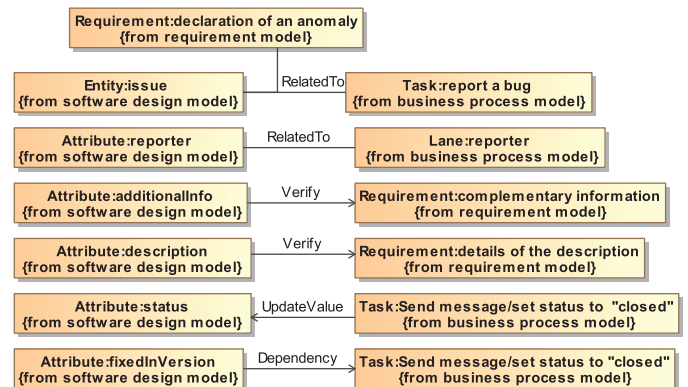 Requirement:declaration of an anomaly
{from requirement model}
RelatedTo
Entity:issue
{from software design model}
Task:report a bug
{from business process model}
Attribute:reporter
{from software design model}
RelatedTo
Lane:reporter
{from business process model}
Attribute:additionalInfo
{from software design model}
Verify
Requirement:complementary information
{from requirement model}
Attribute:description
{from software design model}
Verify
Requirement:details of the description
{from requirement model}
Attribute:status
{from software design model}
UpdateValue
Task:Send message/set status to "closed"
{from business process model}
Attribute:fixedInVersion
{from software design model}
Dependency
Task:Send message/set status to "closed"
{from business process model}